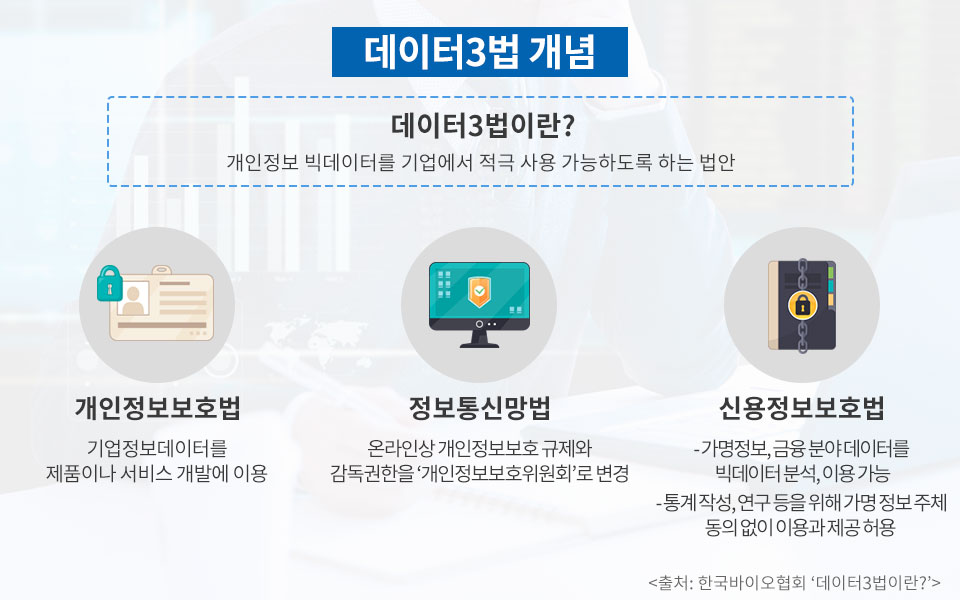 데이터3법 개념
데이터3법이란?
개인정보 빅데이터를 기업에서 적극 사용 가능하도록 하는 법안
개인정보보호법
기업정보데이터를
제품이나 서비스 개발에 이용
정보통신망법
온라인상 개인정보보호 규제와
감독권한을 ‘개인정보보호위원회’로 변경
신용정보보호법
- 가명정보, 금융 분야 데이터를
빅데이터 분석, 이용 가능
- 통계 작성, 연구 등을 위해 가명 정보 주체
동의 없이 이용과 제공 허용
<출처: 한국바이오협회 ‘데이터3법이란?’>